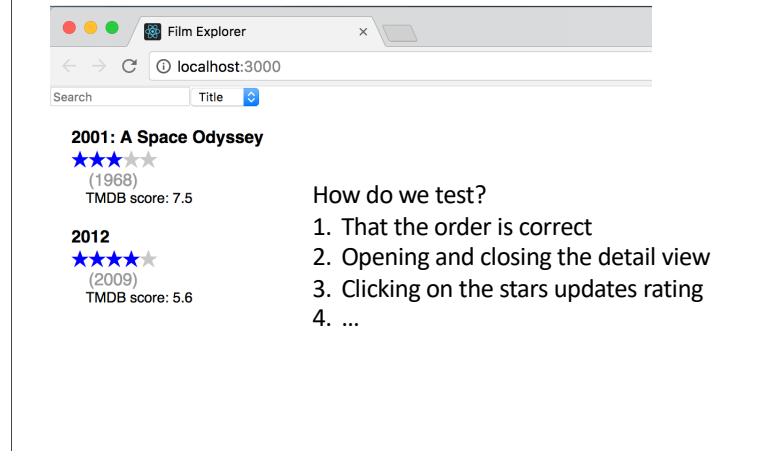 Film Explorer
localhost:3000
Search Title
2001: A Space Odyssey
(1968)
TMDB score: 7.5
2012
(2009)
TMDB score: 5.6
How do we test?
1. That the order is correct
2. Opening and closing the detail view
3. Clicking on the stars updates rating
4. ...